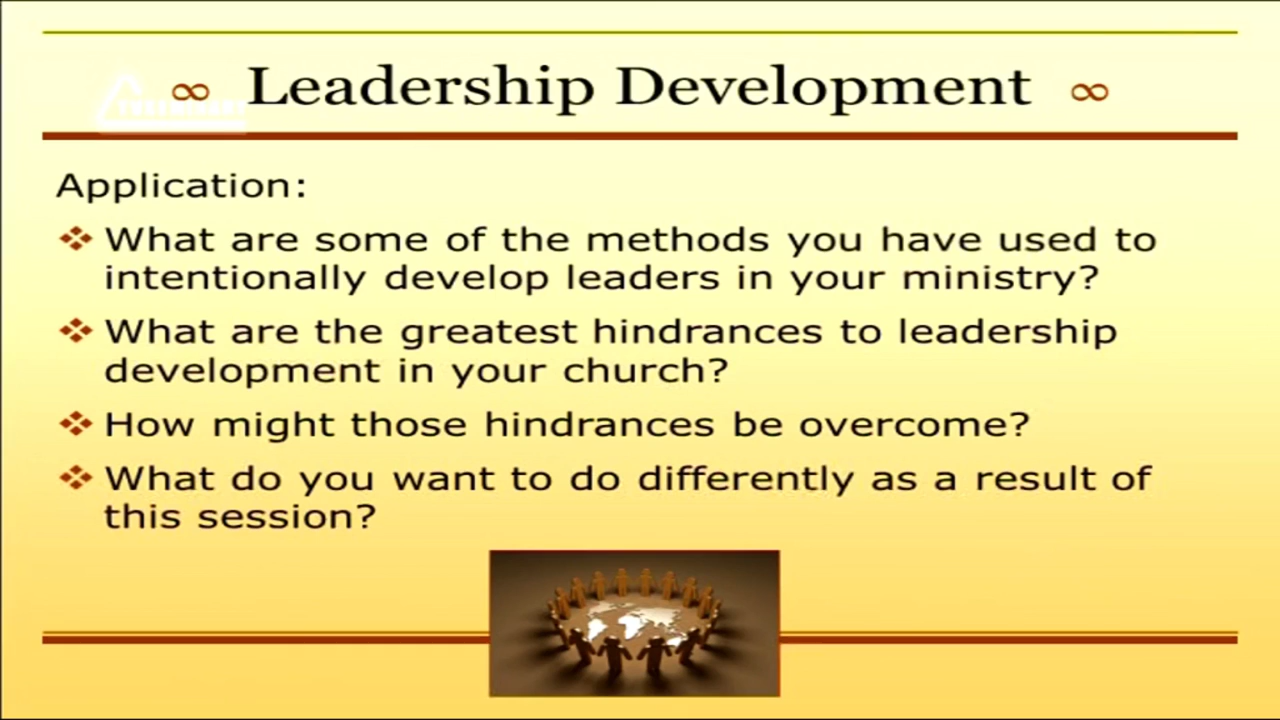 ∞ Leadership Development ∞
Application:
❖ What are some of the methods you have used to
intentionally develop leaders in your ministry?
❖ What are the greatest hindrances to leadership
development in your church?
❖ How might those hindrances be overcome?
❖ What do you want to do differently as a result of
this session?